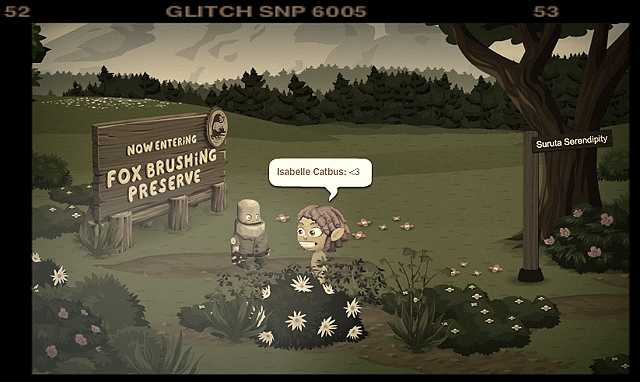 52 GLITCH SNP 6005 53
NOW ENTERING
FOX BRUSHING
PRESERVE
Suruta Serendipity
Isabelle Catbus: <3